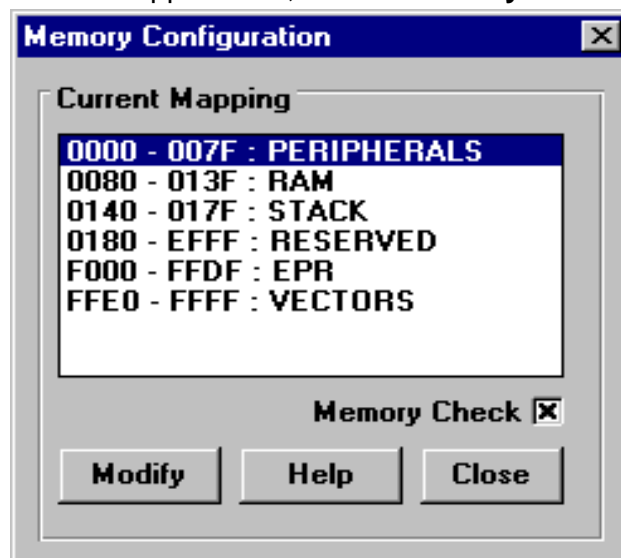 Memory Configuration
Current Mapping
0000 - 007F : PERIPHERALS
0080 - 013F : RAM
0140 - 017F : STACK
0180 - EFFF : RESERVED
F000 - FFDF : EPR
FFE0 - FFFF : VECTORS
Memory Check
Modify Help Close